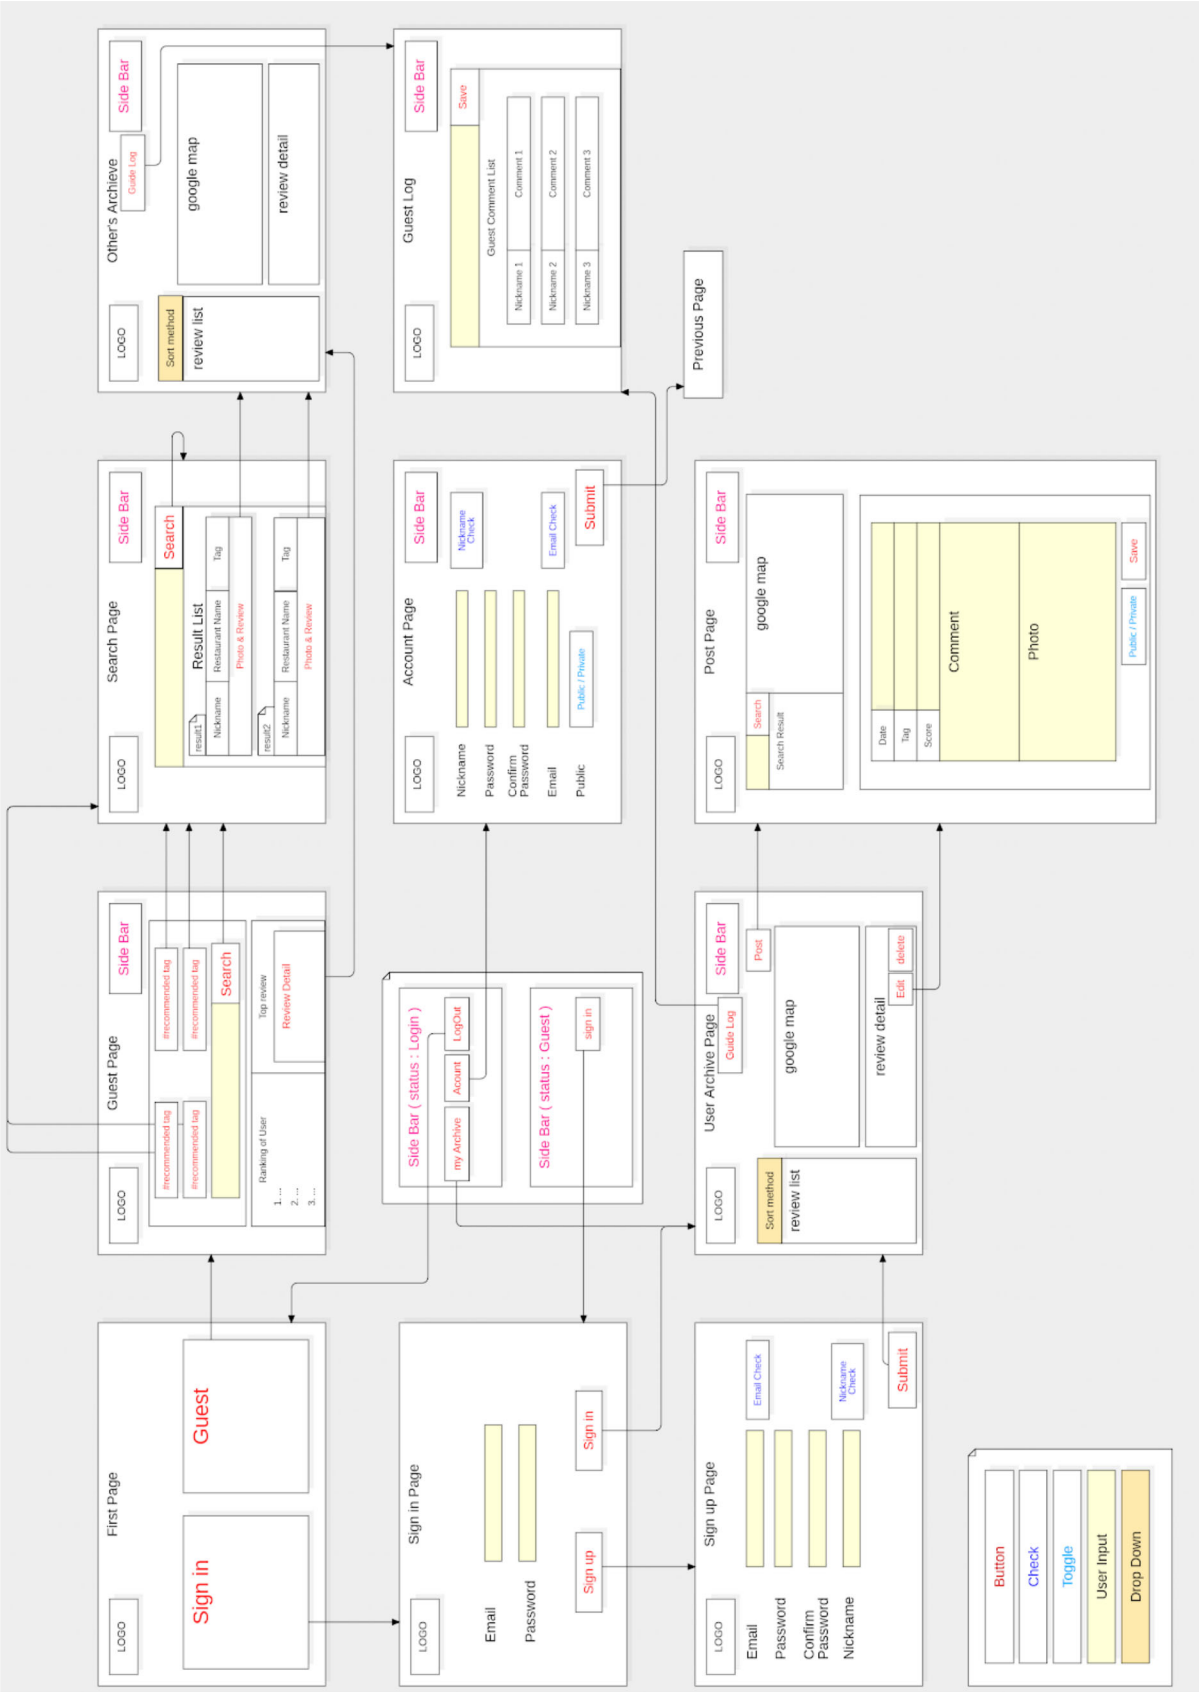 First Page
LOGO
Sign in
Guest
Guest Page
LOGO
Side Bar
#recommended tag
#recommended tag
#recommended tag
#recommended tag
Search
Ranking of User
1. ...
2. ...
3. ...
Top review
Review Detail
Search Page
LOGO
Side Bar
Search
Result List
result1
Nickname
Restaurant Name
Tag
Photo & Review
result2
Nickname
Restaurant Name
Tag
Photo & Review
Other's Archieve
LOGO
Side Bar
Guide Log
Sort method
review list
google map
review detail
Sign in Page
LOGO
Email
Password
Sign up
Sign in
Side Bar ( status : Login )
my Archive
Acount
LogOut
Side Bar ( status : Guest )
sign in
Account Page
LOGO
Side Bar
Nickname
Nickname
Check
Password
Confirm
Password
Email
Email Check
Public
Public / Private
Submit
Guest Log
LOGO
Side Bar
Save
Guest Comment List
Nickname 1
Comment 1
Nickname 2
Comment 2
Nickname 3
Comment 3
Previous Page
Sign up Page
LOGO
Email
Email Check
Password
Confirm
Password
Nickname
Nickname
Check
Submit
User Archive Page
LOGO
Side Bar
Guide Log
Post
Sort method
review list
google map
review detail
Edit
delete
Post Page
LOGO
Side Bar
Search
Search Result
google map
Date
Tag
Score
Comment
Photo
Public / Private
Save
Button
Check
Toggle
User Input
Drop Down